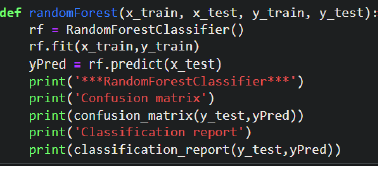 def randomForest(x_train, x_test, y_train, y_test):
    rf = RandomForestClassifier()
    rf.fit(x_train,y_train)
    yPred = rf.predict(x_test)
    print('***RandomForestClassifier***')
    print('Confusion matrix')
    print(confusion_matrix(y_test,yPred))
    print('Classification report')
    print(classification_report(y_test,yPred))